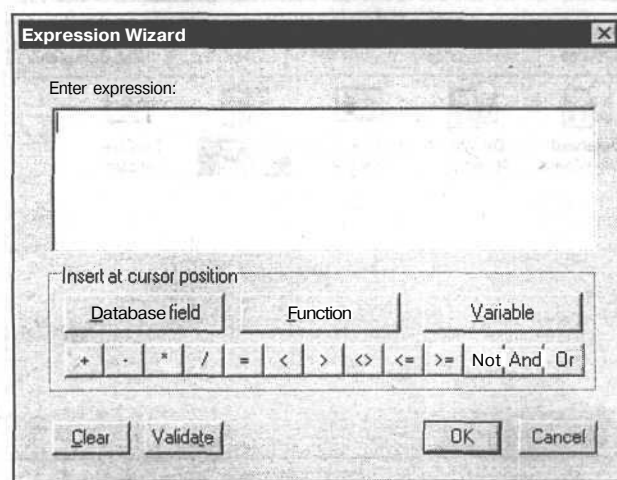 Expression Wizard
Enter expression:
Insert at cursor position
Database field Function Variable
+ - * / = < > <> <= >= Not And Or
Clear Validate OK Cancel